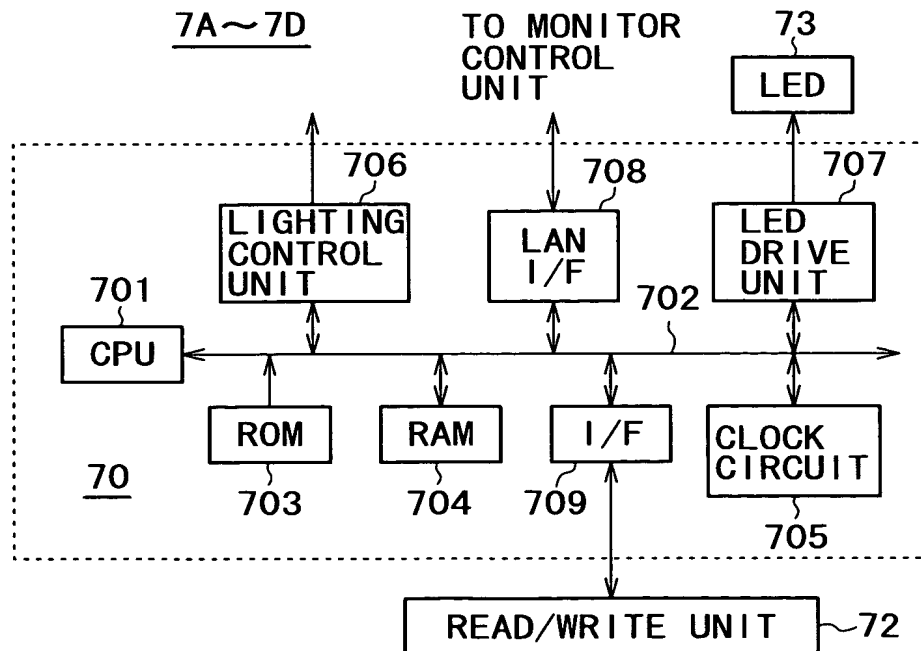 7A～7D
TO MONITOR
CONTROL
UNIT
73
LED
706
708
707
LIGHTING
CONTROL
UNIT
LAN
I/F
LED
DRIVE
UNIT
701
702
CPU
ROM
RAM
I/F
CLOCK
CIRCUIT
70
703
704
709
705
READ/WRITE UNIT
72